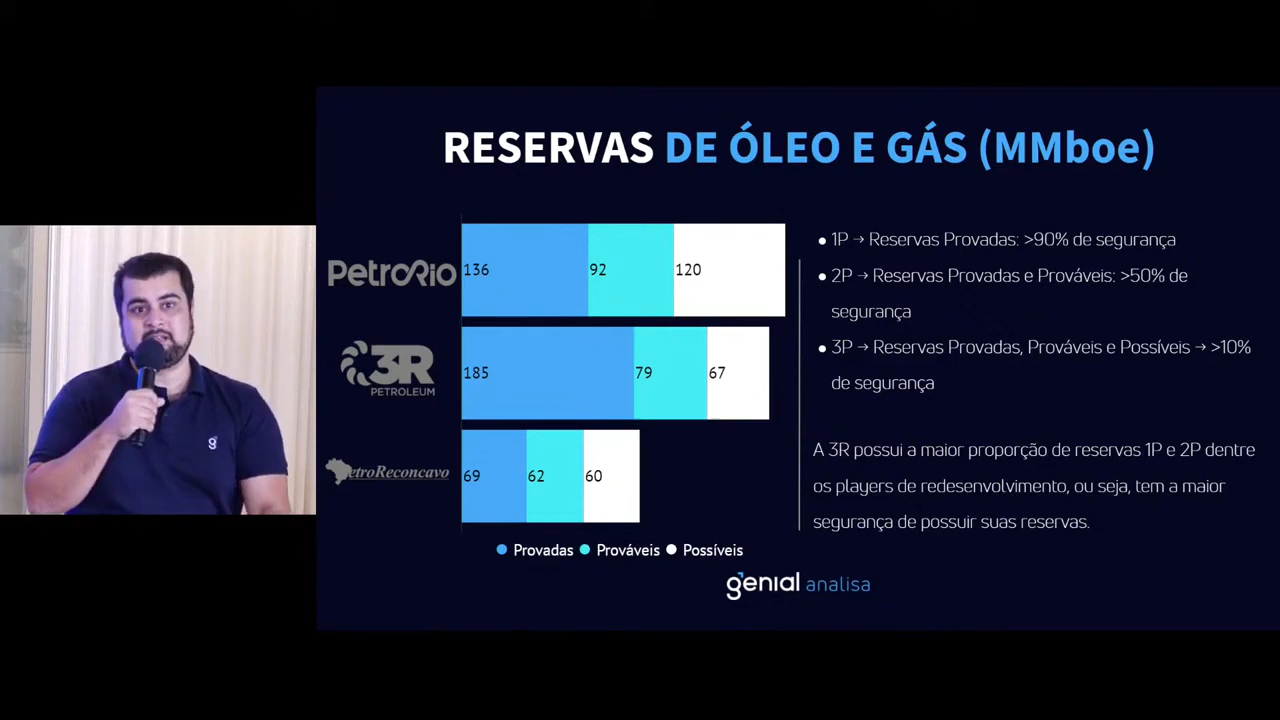 RESERVAS DE ÓLEO E GÁS (MMboe)
PetroRio
136 92 120
3R
PETROLEUM
185 79 67
PetroReconcavo
69 62 60
Provadas Prováveis Possíveis
1P → Reservas Provadas: >90% de segurança
2P → Reservas Provadas e Prováveis: >50% de
segurança
3P → Reservas Provadas, Prováveis e Possíveis → >10%
de segurança
A 3R possui a maior proporção de reservas 1P e 2P dentre
os players de redesenvolvimento, ou seja, tem a maior
segurança de possuir suas reservas.
genial analisa
g